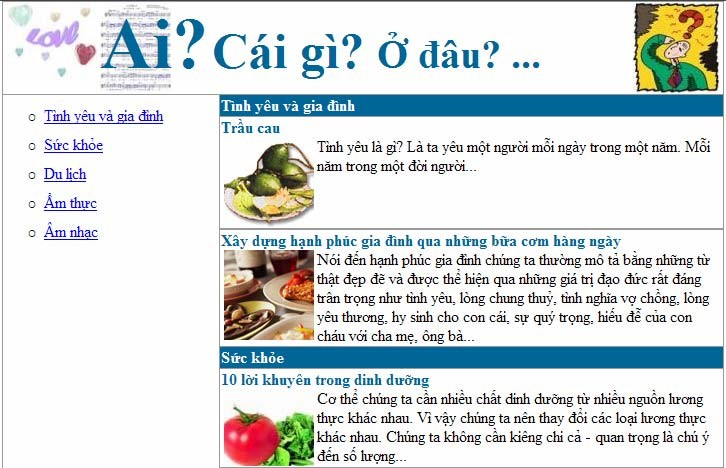 LOVE
Ai? Cái gì? Ở đâu? ...
Tình yêu và gia đình
Sức khỏe
Du lịch
Ẩm thực
Âm nhạc
Tình yêu và gia đình
Trầu cau
Tình yêu là gì? Là ta yêu một người mỗi ngày trong một năm. Mỗi
năm trong một đời người...
Xây dựng hạnh phúc gia đình qua những bữa cơm hàng ngày
Nói đến hạnh phúc gia đình chúng ta thường mô tả bằng những từ
thật đẹp đẽ và được thể hiện qua những giá trị đạo đức rất đáng
trân trọng như tình yêu, lòng chung thuỷ, tình nghĩa vợ chồng, lòng
yêu thương, hy sinh cho con cái, sự quý trọng, hiếu đễ của con
cháu với cha mẹ, ông bà...
Sức khỏe
10 lời khuyên trong dinh dưỡng
Cơ thể chúng ta cần nhiều chất dinh dưỡng từ nhiều nguồn lương
thực khác nhau. Vì vậy chúng ta nên thay đổi các loại lương thực
khác nhau. Chúng ta không cần kiêng chi cả - quan trọng là chú ý
đến số lượng...